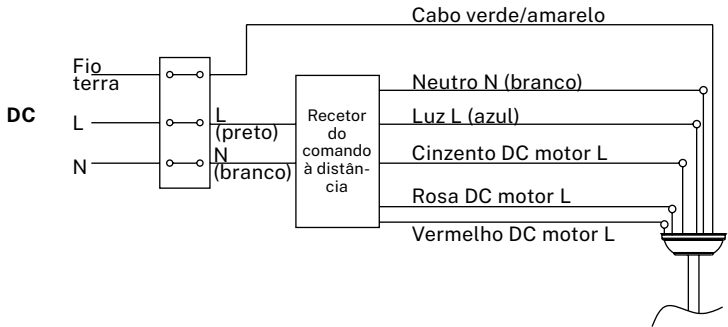 Cabo verde/amarelo
Fio
terra
Neutro N (branco)
DC
L
L
(preto)
Recetor
do
comando
à distân-
cia
Luz L (azul)
N
N
(branco)
Cinzento DC motor L
Rosa DC motor L
Vermelho DC motor L